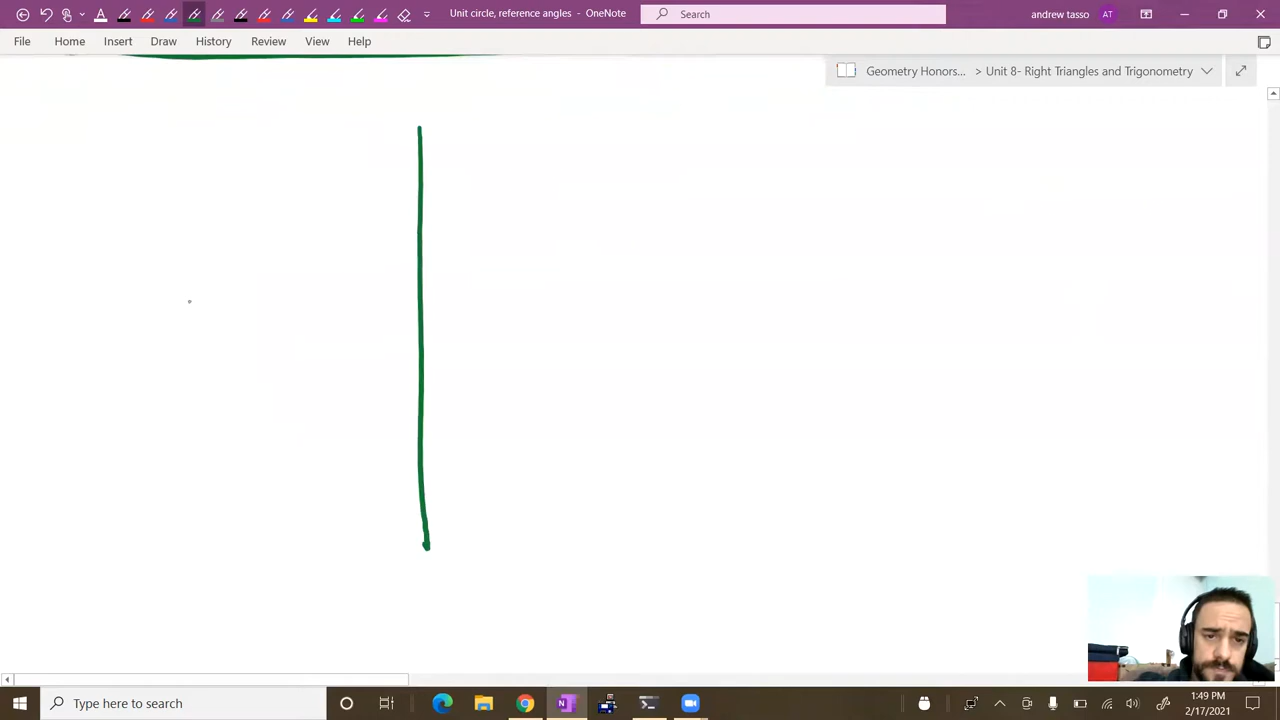 Unit circle, reference angles - OneNote
Search
andrew tasso
AT
File Home Insert Draw History Review View Help
Geometry Honors... > Unit 8- Right Triangles and Trigonometry
Type here to search
1:49 PM
2/17/2021